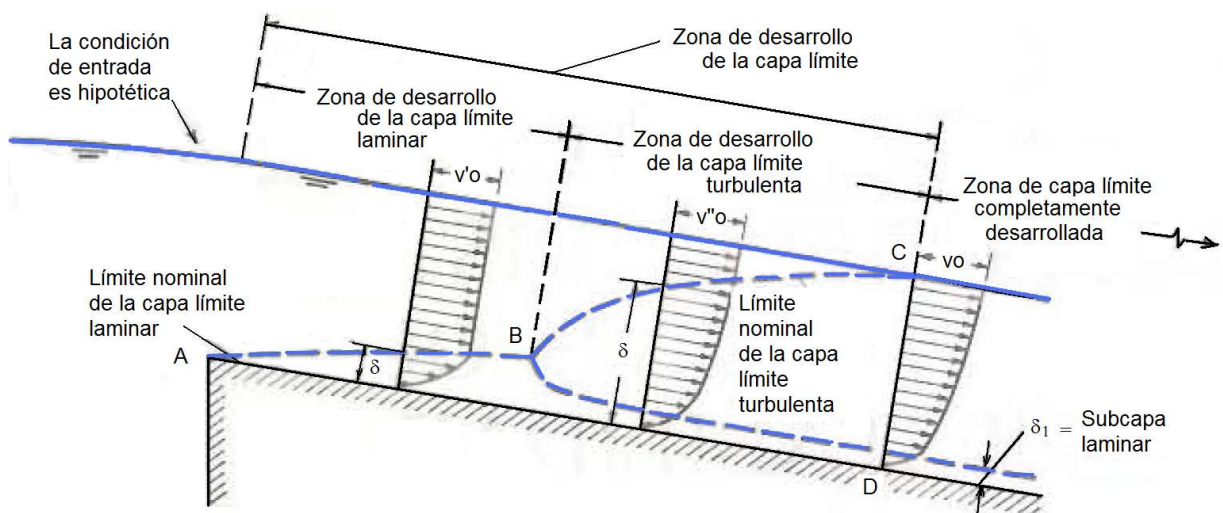 La condición
de entrada
es hipotética
Zona de desarrollo
de la capa límite
Zona de desarrollo
de la capa límite
laminar
Zona de desarrollo
de la capa límite
turbulenta
Zona de capa límite
completamente
desarrollada
v'o
v"o
vo
C
Límite nominal
de la capa límite
laminar
A
B
δ
δ
Límite
nominal
de la capa
límite
turbulenta
δ1 = Subcapa
laminar
D